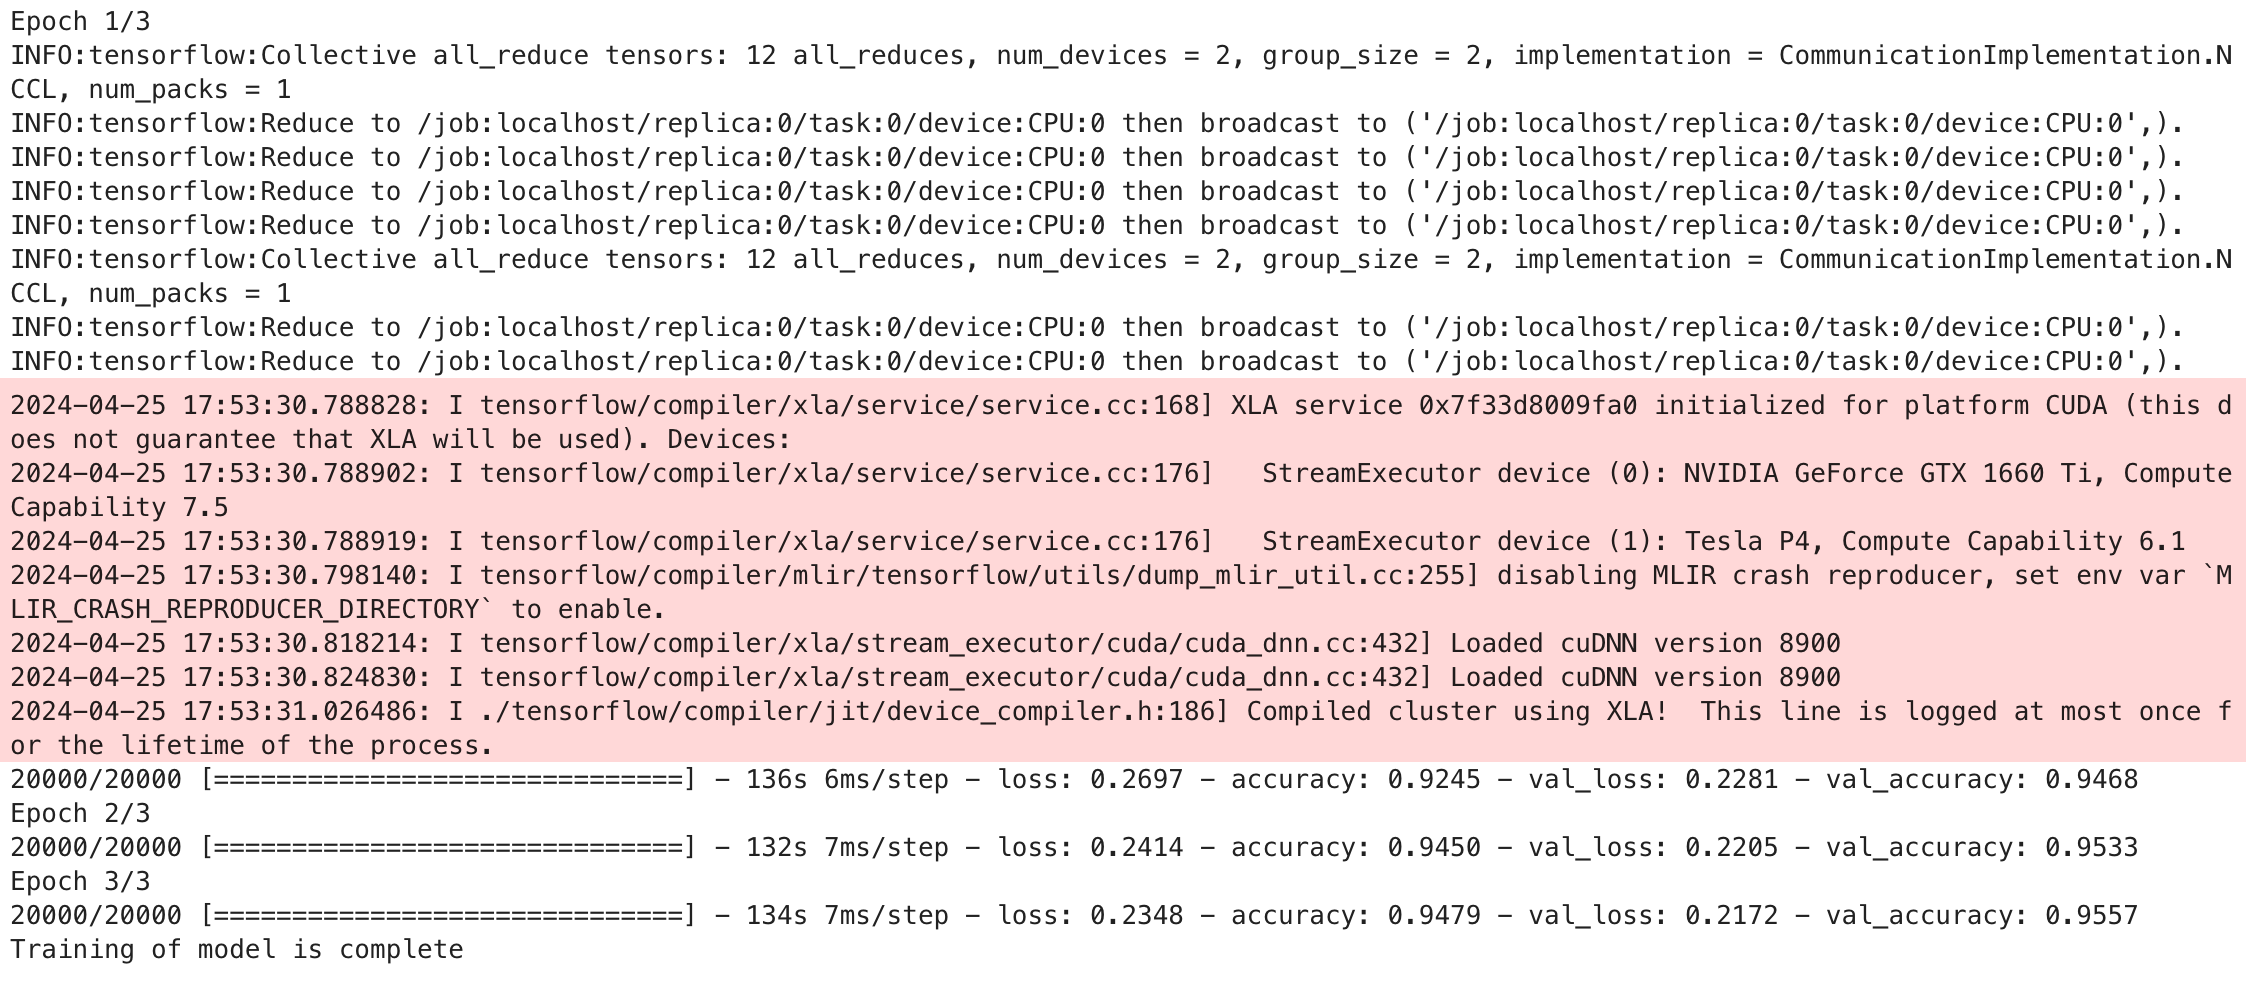 Epoch 1/3
INFO:tensorflow:Collective all_reduce tensors: 12 all_reduces, num_devices = 2, group_size = 2, implementation = CommunicationImplementation.N
CCL, num_packs = 1
INFO:tensorflow:Reduce to /job:localhost/replica:0/task:0/device:CPU:0 then broadcast to ('/job:localhost/replica:0/task:0/device:CPU:0',).
INFO:tensorflow:Reduce to /job:localhost/replica:0/task:0/device:CPU:0 then broadcast to ('/job:localhost/replica:0/task:0/device:CPU:0',).
INFO:tensorflow:Reduce to /job:localhost/replica:0/task:0/device:CPU:0 then broadcast to ('/job:localhost/replica:0/task:0/device:CPU:0',).
INFO:tensorflow:Reduce to /job:localhost/replica:0/task:0/device:CPU:0 then broadcast to ('/job:localhost/replica:0/task:0/device:CPU:0',).
INFO:tensorflow:Collective all_reduce tensors: 12 all_reduces, num_devices = 2, group_size = 2, implementation = CommunicationImplementation.N
CCL, num_packs = 1
INFO:tensorflow:Reduce to /job:localhost/replica:0/task:0/device:CPU:0 then broadcast to ('/job:localhost/replica:0/task:0/device:CPU:0',).
INFO:tensorflow:Reduce to /job:localhost/replica:0/task:0/device:CPU:0 then broadcast to ('/job:localhost/replica:0/task:0/device:CPU:0',).
2024-04-25 17:53:30.788828: I tensorflow/compiler/xla/service/service.cc:168] XLA service 0x7f33d8009fa0 initialized for platform CUDA (this d
oes not guarantee that XLA will be used). Devices:
2024-04-25 17:53:30.788902: I tensorflow/compiler/xla/service/service.cc:176]   StreamExecutor device (0): NVIDIA GeForce GTX 1660 Ti, Compute
Capability 7.5
2024-04-25 17:53:30.788919: I tensorflow/compiler/xla/service/service.cc:176]   StreamExecutor device (1): Tesla P4, Compute Capability 6.1
2024-04-25 17:53:30.798140: I tensorflow/compiler/mlir/tensorflow/utils/dump_mlir_util.cc:255] disabling MLIR crash reproducer, set env var `M
LIR_CRASH_REPRODUCER_DIRECTORY` to enable.
2024-04-25 17:53:30.818214: I tensorflow/compiler/xla/stream_executor/cuda/cuda_dnn.cc:432] Loaded cuDNN version 8900
2024-04-25 17:53:30.824830: I tensorflow/compiler/xla/stream_executor/cuda/cuda_dnn.cc:432] Loaded cuDNN version 8900
2024-04-25 17:53:31.026486: I ./tensorflow/compiler/jit/device_compiler.h:186] Compiled cluster using XLA!  This line is logged at most once f
or the lifetime of the process.
20000/20000 [==============================] - 136s 6ms/step - loss: 0.2697 - accuracy: 0.9245 - val_loss: 0.2281 - val_accuracy: 0.9468
Epoch 2/3
20000/20000 [==============================] - 132s 7ms/step - loss: 0.2414 - accuracy: 0.9450 - val_loss: 0.2205 - val_accuracy: 0.9533
Epoch 3/3
20000/20000 [==============================] - 134s 7ms/step - loss: 0.2348 - accuracy: 0.9479 - val_loss: 0.2172 - val_accuracy: 0.9557
Training of model is complete